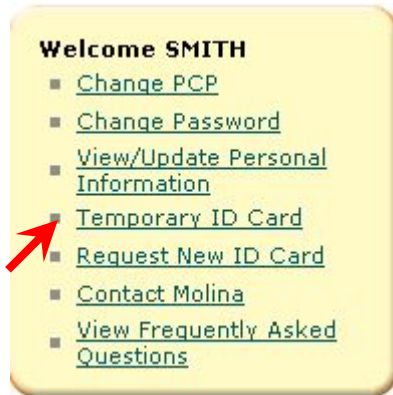 Welcome SMITH
Change PCP
Change Password
View/Update Personal
Information
Temporary ID Card
Request New ID Card
Contact Molina
View Frequently Asked
Questions